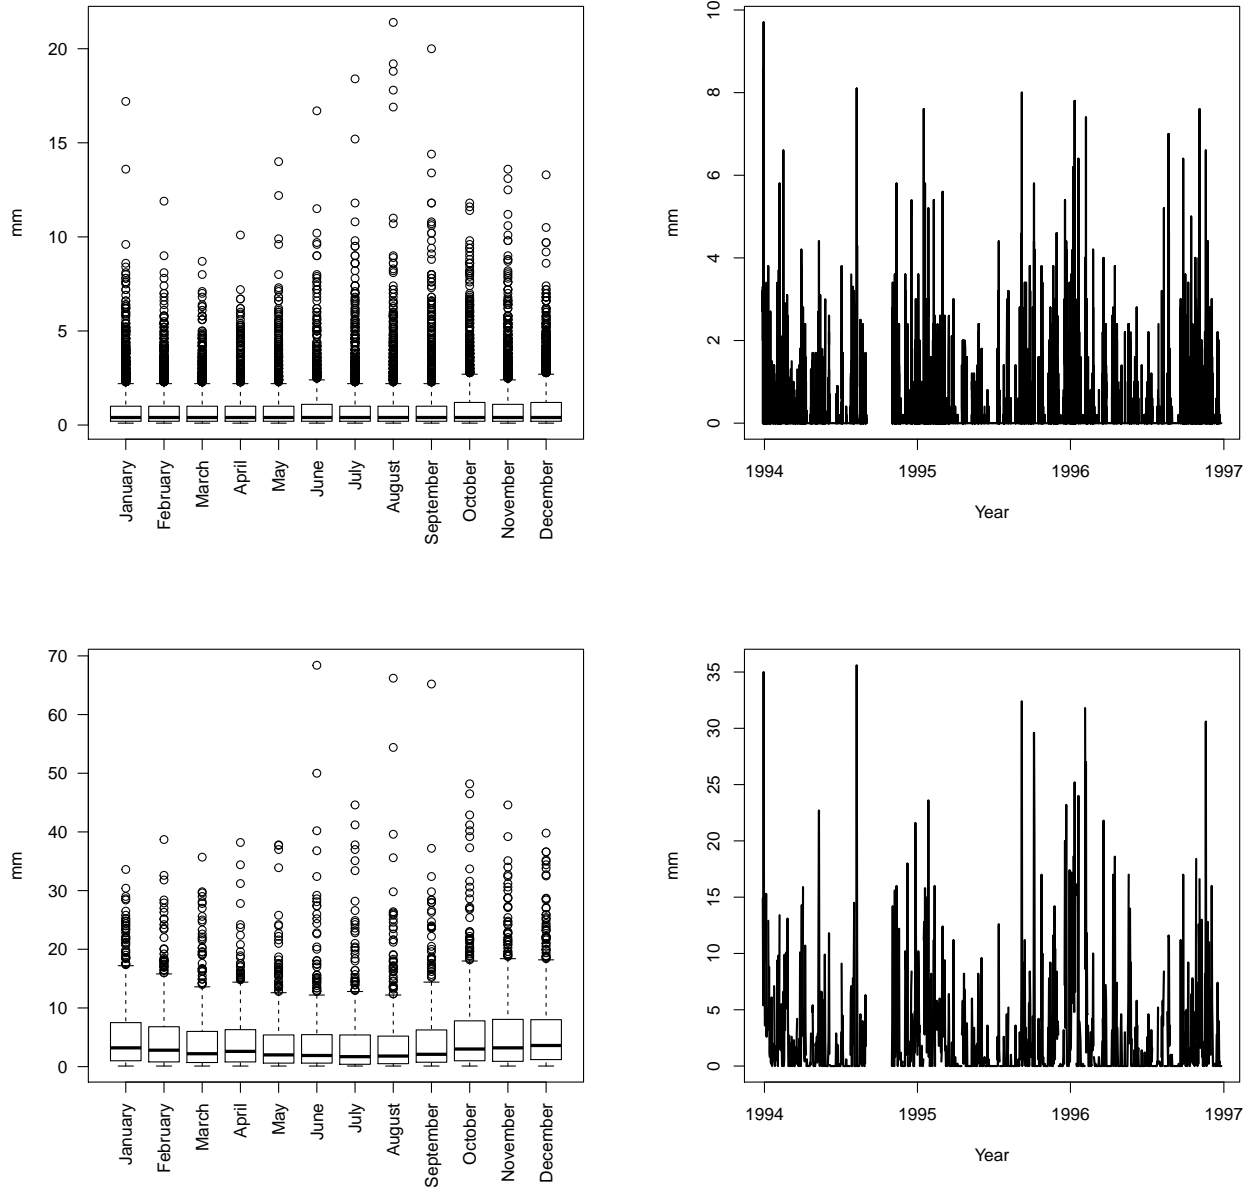 mm
20
15
10
5
0
January
February
March
April
May
June
July
August
September
October
November
December
mm
10
8
6
4
2
0
1994 1995 1996 1997
Year
mm
70
60
50
40
30
20
10
0
January
February
March
April
May
June
July
August
September
October
November
December
mm
35
30
25
20
15
10
5
0
1994 1995 1996 1997
Year